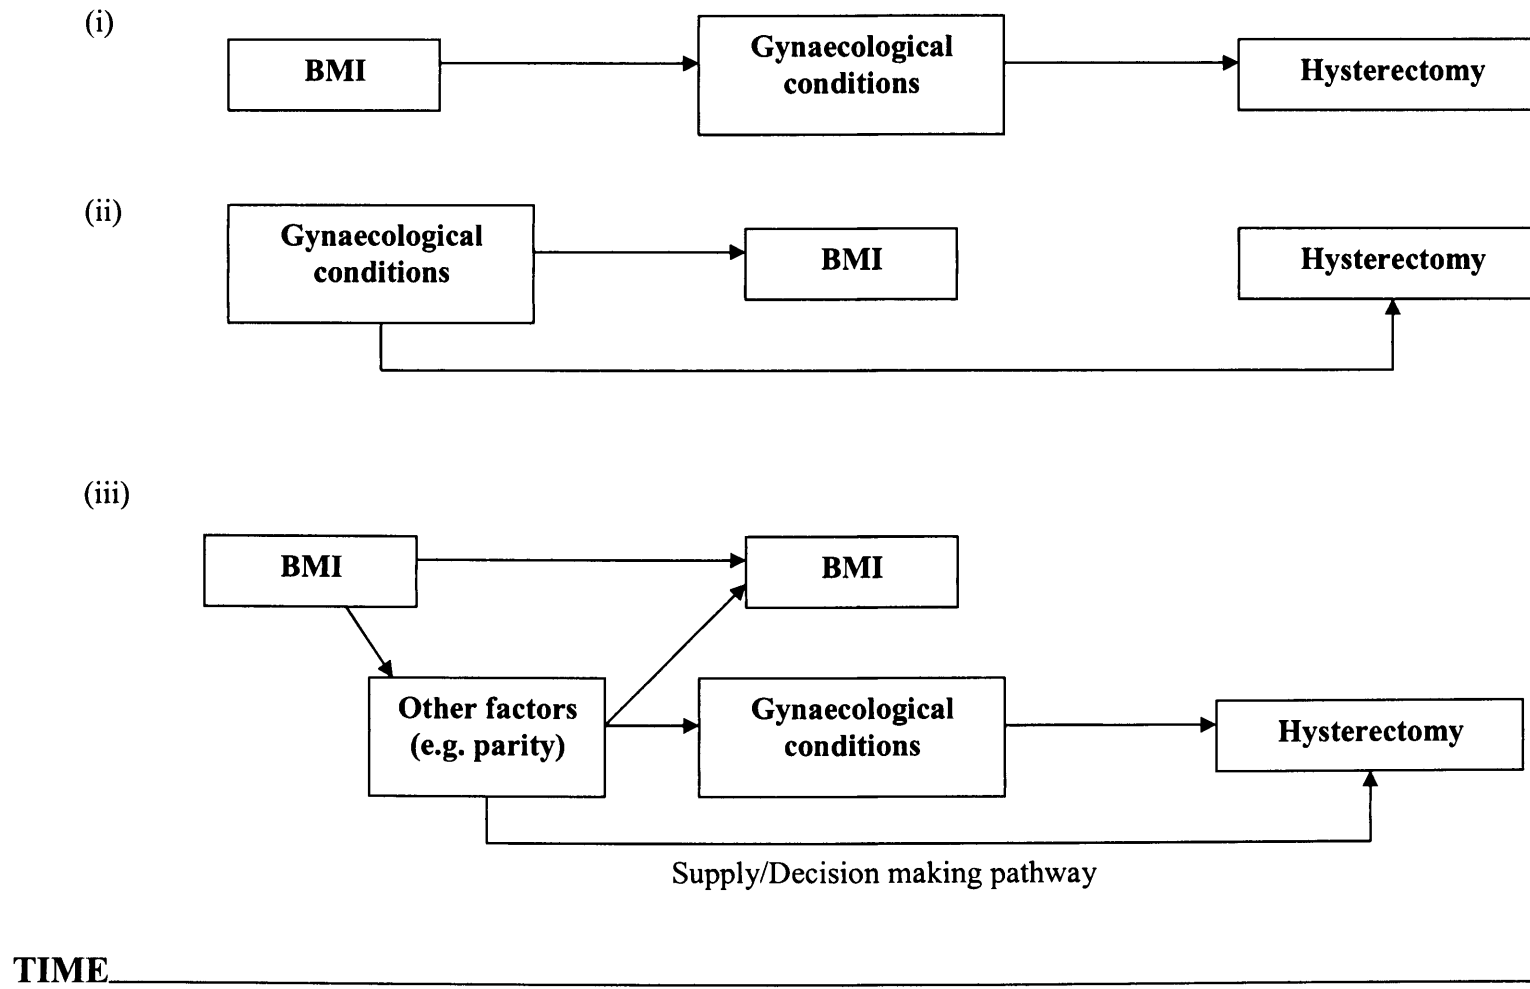 (i)
BMI
Gynaecological
conditions
Hysterectomy
(ii)
Gynaecological
conditions
BMI
Hysterectomy
(iii)
BMI
BMI
Other factors
(e.g. parity)
Gynaecological
conditions
Hysterectomy
Supply/Decision making pathway
TIME